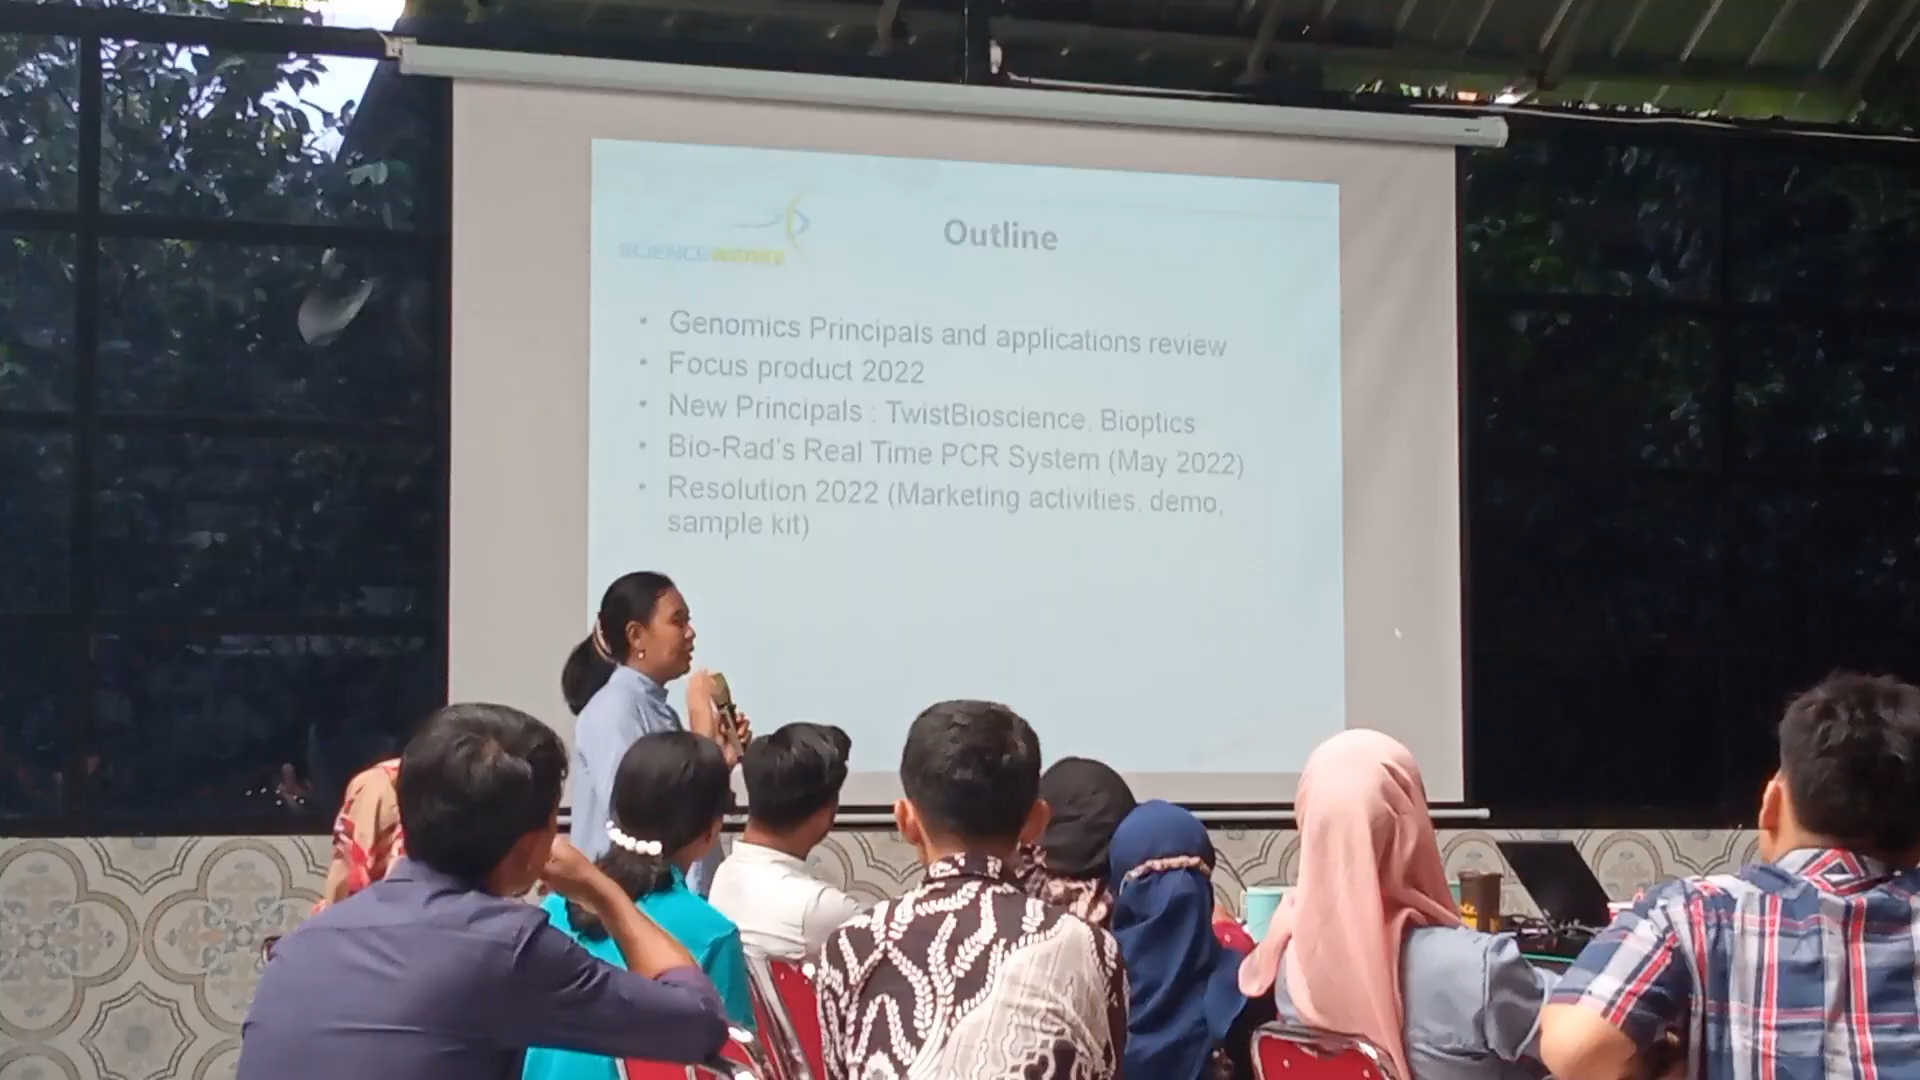 SCIENCEWERKE
Outline
• Genomics Principals and applications review
• Focus product 2022
• New Principals : TwistBioscience, Bioptics
• Bio-Rad's Real Time PCR System (May 2022)
• Resolution 2022 (Marketing activities, demo,
sample kit)